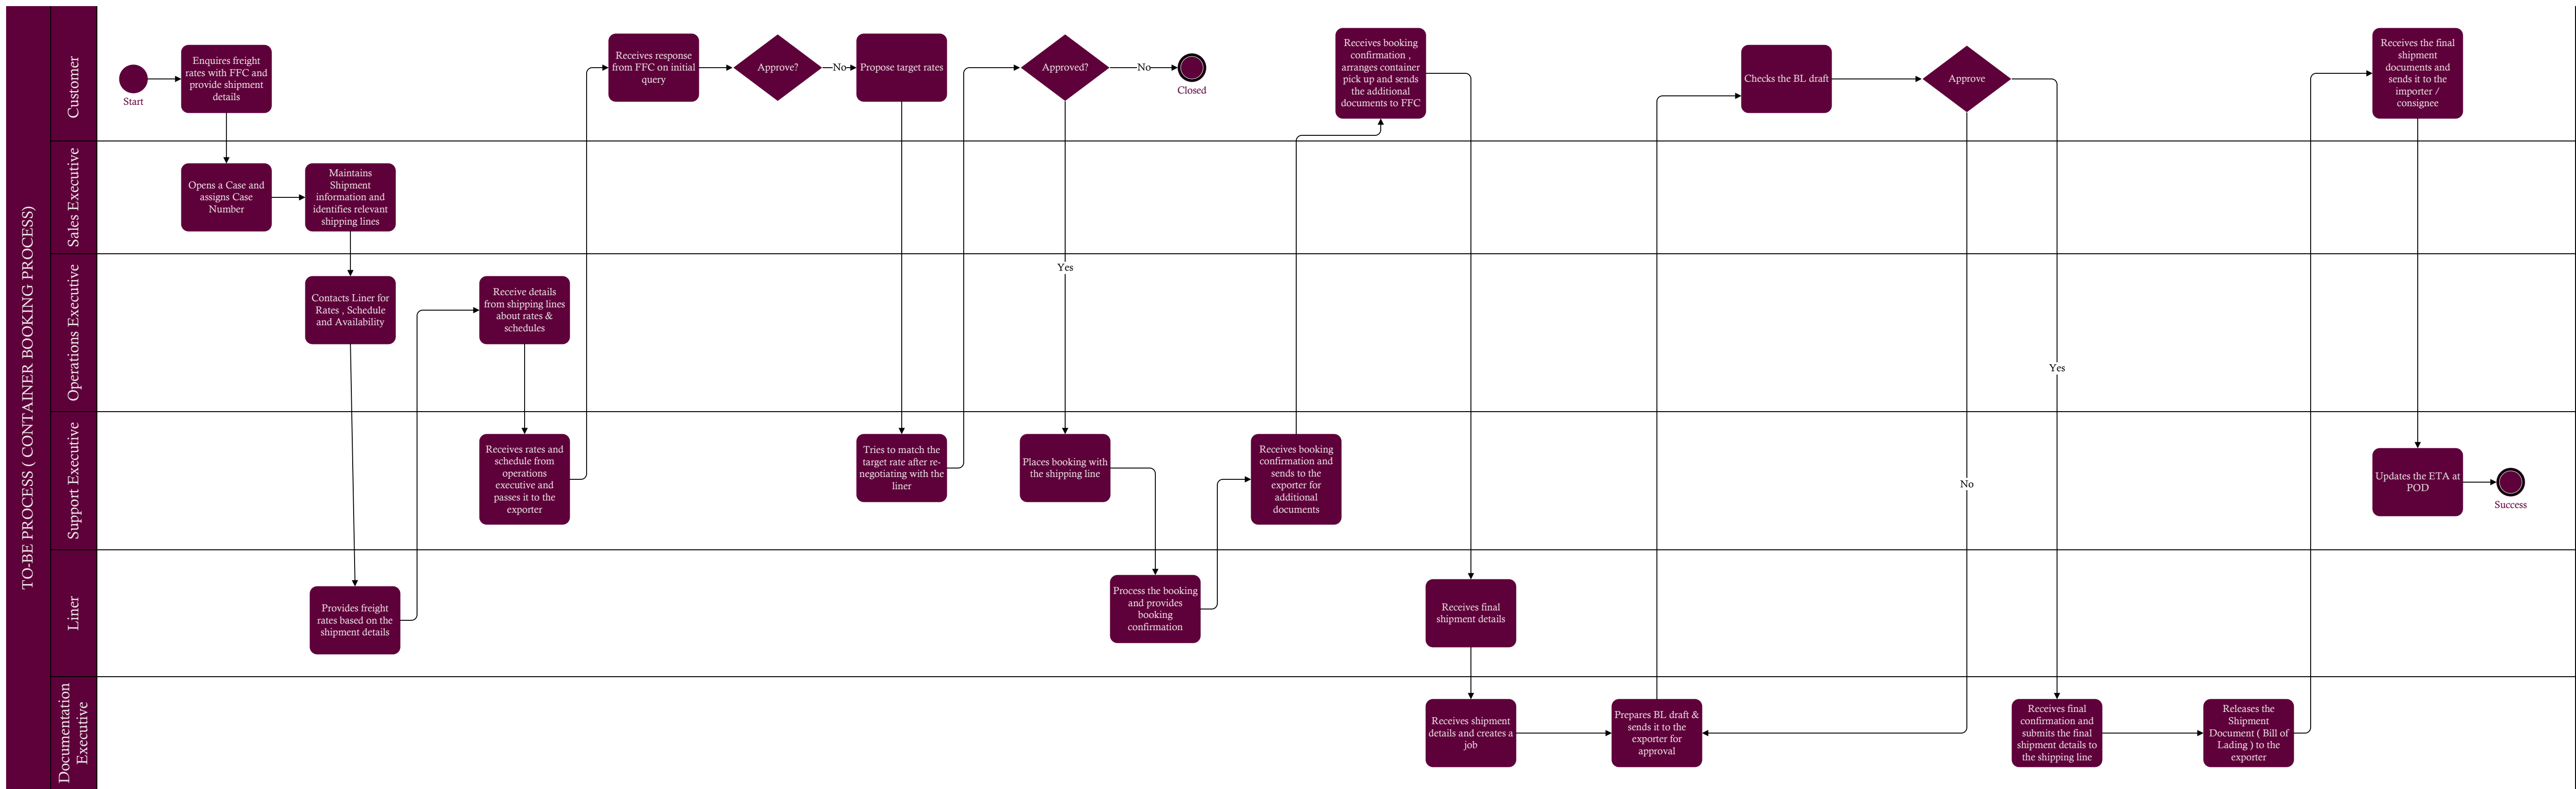 TO-BE PROCESS ( CONTAINER BOOKING PROCESS)
Customer
Start
Enquires freight
rates with FFC and
provide shipment
details
Receives response
from FFC on initial
query
Approve?
No
Propose target rates
Approved?
No
Closed
Yes
Receives booking
confirmation ,
arranges container
pick up and sends
the additional
documents to FFC
Checks the BL draft
Approve
Yes
No
Receives the final
shipment
documents and
sends it to the
importer /
consignee
Sales Executive
Opens a Case and
assigns Case
Number
Maintains
Shipment
information and
identifies relevant
shipping lines
Operations Executive
Contacts Liner for
Rates , Schedule
and Availability
Receive details
from shipping lines
about rates &
schedules
Support Executive
Receives rates and
schedule from
operations
executive and
passes it to the
exporter
Tries to match the
target rate after re-
negotiating with the
liner
Places booking with
the shipping line
Receives booking
confirmation and
sends to the
exporter for
additional
documents
Updates the ETA at
POD
Success
Liner
Provides freight
rates based on the
shipment details
Process the booking
and provides
booking
confirmation
Receives final
shipment details
Documentation
Executive
Receives shipment
details and creates a
job
Prepares BL draft &
sends it to the
exporter for
approval
Receives final
confirmation and
submits the final
shipment details to
the shipping line
Releases the
Shipment
Document ( Bill of
Lading ) to the
exporter